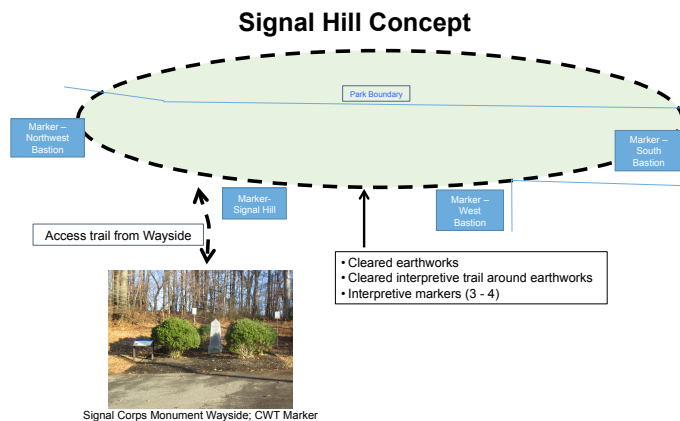 Signal Hill Concept
Park Boundary
Marker –
Northwest
Bastion
Marker –
South
Bastion
Marker-
Signal Hill
Marker –
West
Bastion
Access trail from Wayside
• Cleared earthworks
• Cleared interpretive trail around earthworks
• Interpretive markers (3 - 4)
Signal Corps Monument Wayside; CWT Marker